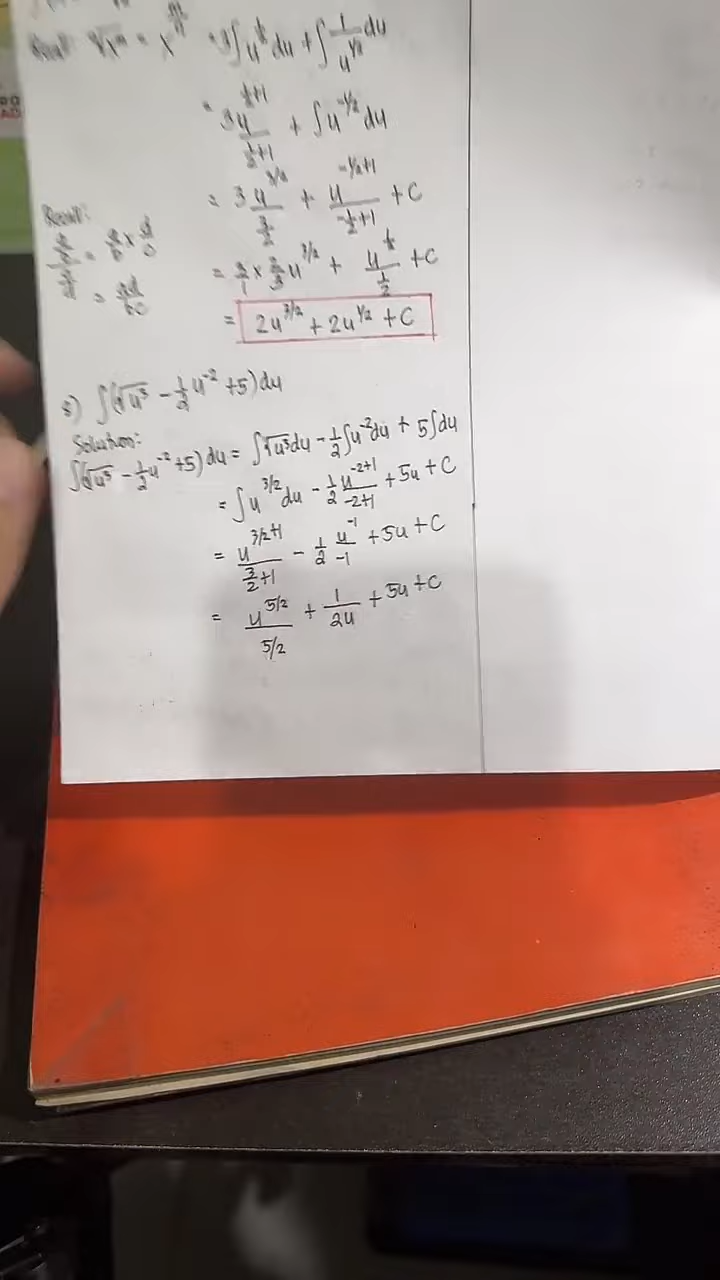 Recall: ⁿ√xᵐ = x^(m/n) = 3∫u^(1/2) du + ∫ 1/u^(1/2) du
= 3u^(1/2+1)/(1/2+1) + ∫u^(-1/2) du
= 3 u^(3/2)/(3/2) + u^(-1/2+1)/(-1/2+1) + C
Recall:
= 3/1 × 2/3 u^(3/2) + u^(1/2)/(1/2) + C
= 2u^(3/2) + 2u^(1/2) + C
∫(√u³ - 1/2 u^(-2) + 5) du
Solution:
∫(√u³ - 1/2 u^(-2) + 5) du = ∫√u³ du - 1/2 ∫u^(-2) du + 5∫du
= ∫u^(3/2) du - 1/2 u^(-2+1)/(-2+1) + 5u + C
= u^(3/2+1)/(3/2+1) - 1/2 u^(-1)/(-1) + 5u + C
= u^(5/2)/(5/2) + 1/(2u) + 5u + C